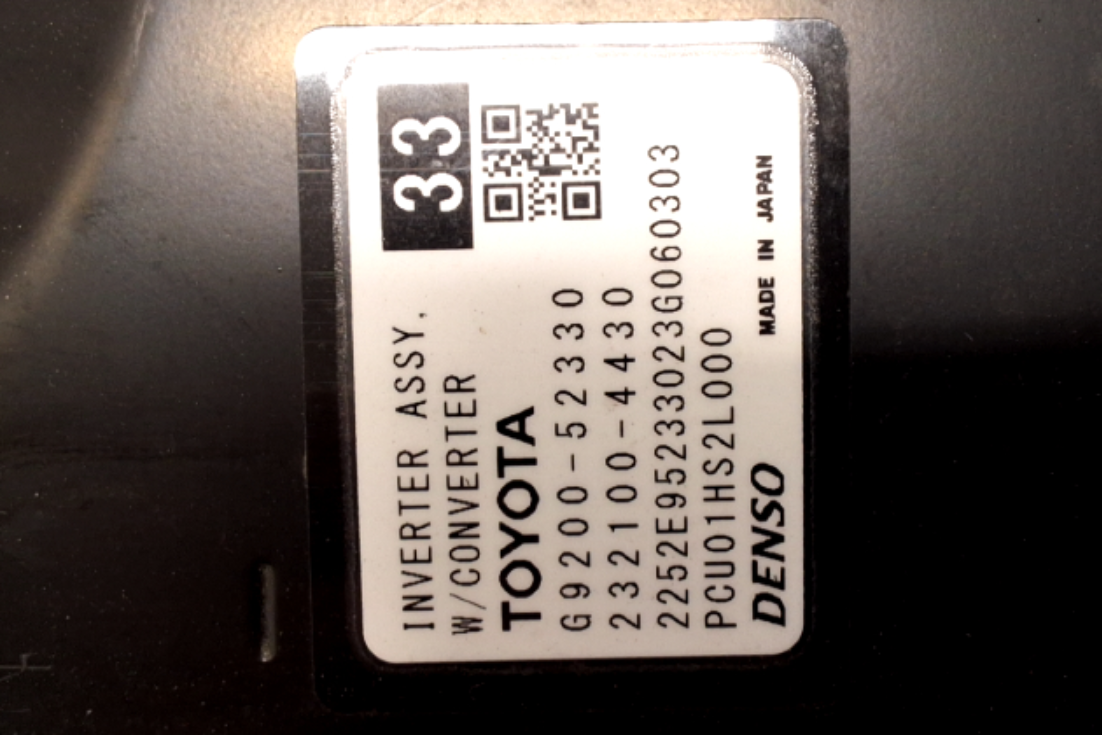 33
INVERTER ASSY,
W/CONVERTER
TOYOTA
G9200-52330
232100-4430
2252E95233023G060303
PCU01HS2L000
DENSO MADE IN JAPAN